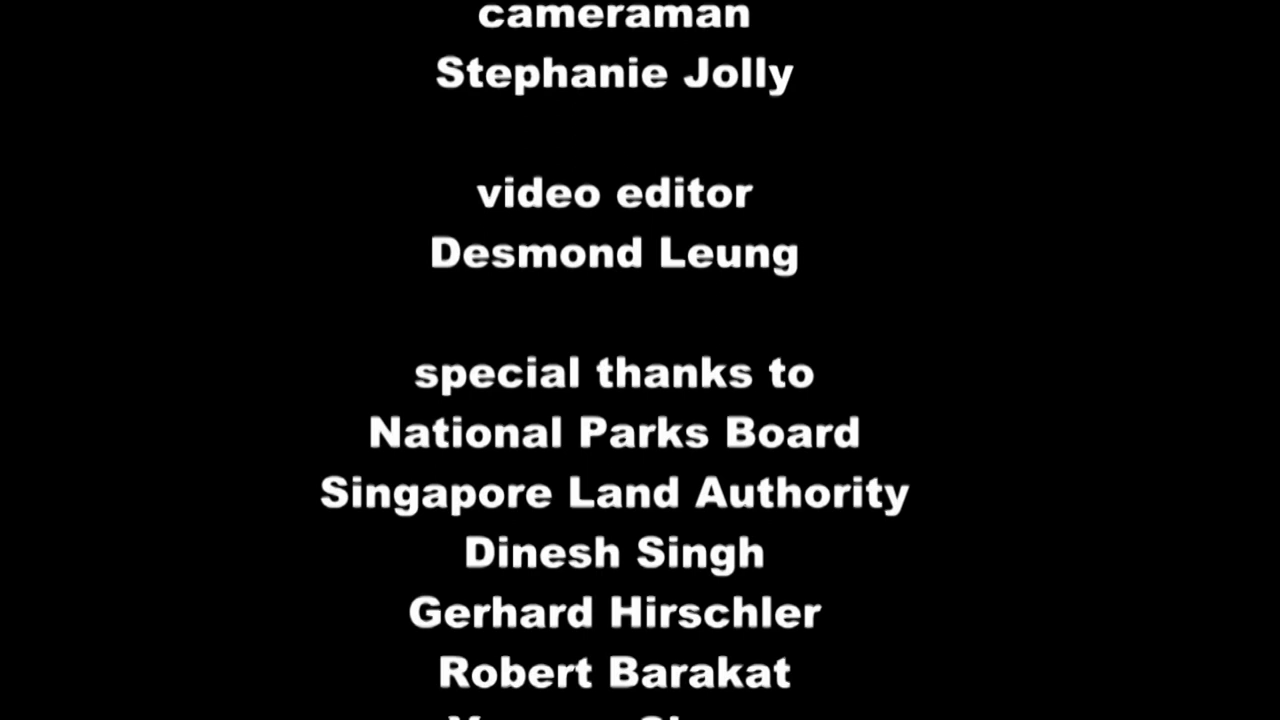 cameraman
Stephanie Jolly
video editor
Desmond Leung
special thanks to
National Parks Board
Singapore Land Authority
Dinesh Singh
Gerhard Hirschler
Robert Barakat